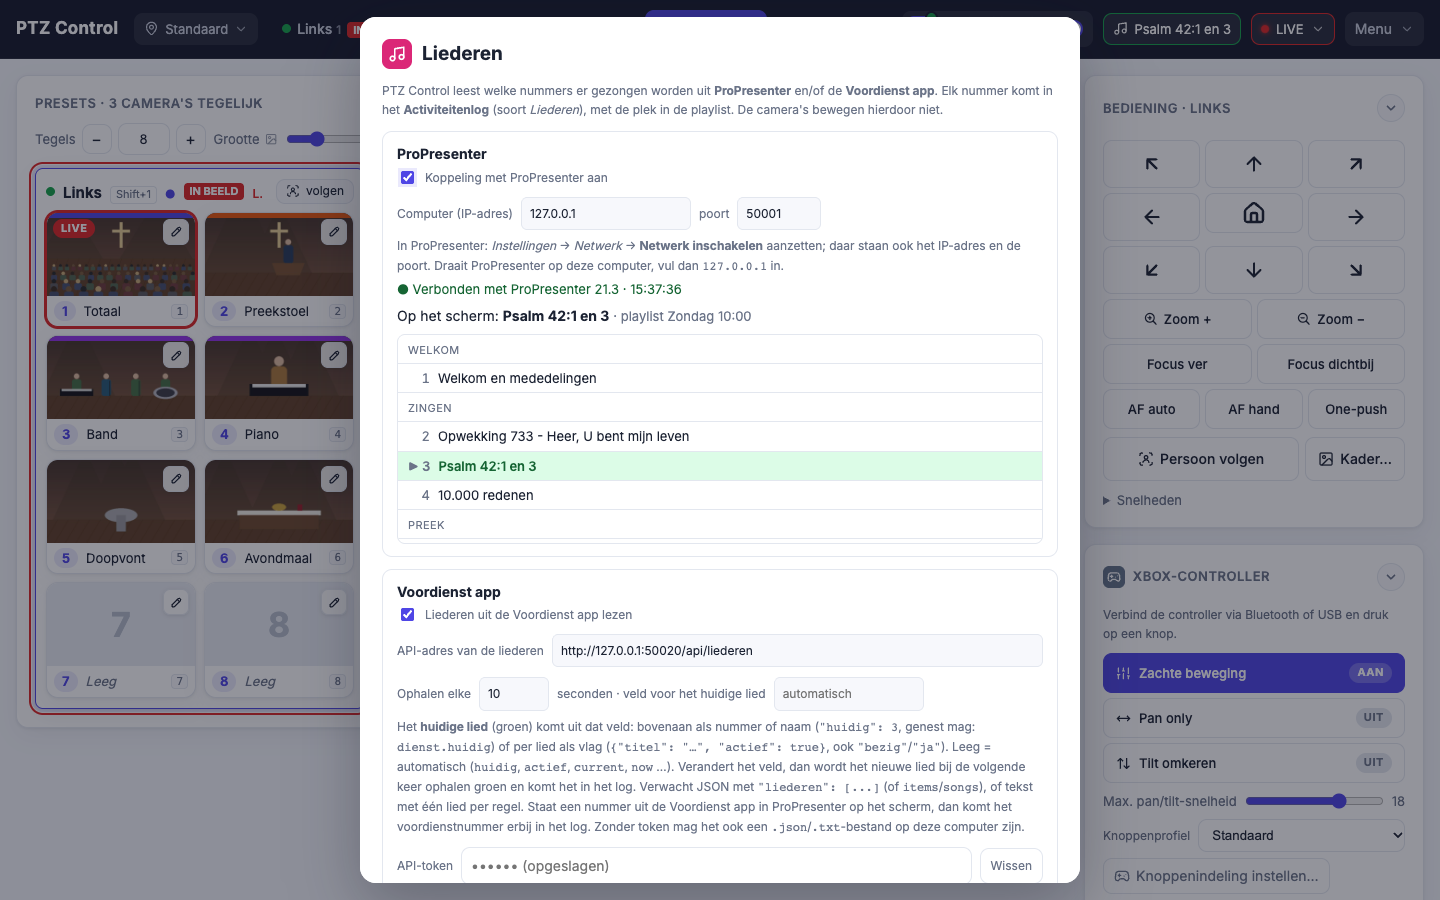 PTZ Control
Standaard
Links 1
Psalm 42:1 en 3
LIVE
Menu
PRESETS · 3 CAMERA'S TEGELIJK
Tegels − 8 + Grootte
Links Shift+1 IN BEELD L. volgen
LIVE
1 Totaal 1
2 Preekstoel 2
3 Band 3
4 Piano 4
5 Doopvont 5
6 Avondmaal 6
7
8
7 Leeg 7
8 Leeg 8
Liederen
PTZ Control leest welke nummers er gezongen worden uit ProPresenter en/of de Voordienst app. Elk nummer komt in
het Activiteitenlog (soort Liederen), met de plek in de playlist. De camera's bewegen hierdoor niet.
ProPresenter
Koppeling met ProPresenter aan
Computer (IP-adres) 127.0.0.1 poort 50001
In ProPresenter: Instellingen → Netwerk → Netwerk inschakelen aanzetten; daar staan ook het IP-adres en de
poort. Draait ProPresenter op deze computer, vul dan 127.0.0.1 in.
Verbonden met ProPresenter 21.3 · 15:37:36
Op het scherm: Psalm 42:1 en 3 · playlist Zondag 10:00
WELKOM
1 Welkom en mededelingen
ZINGEN
2 Opwekking 733 - Heer, U bent mijn leven
▶ 3 Psalm 42:1 en 3
4 10.000 redenen
PREEK
Voordienst app
Liederen uit de Voordienst app lezen
API-adres van de liederen http://127.0.0.1:50020/api/liederen
Ophalen elke 10 seconden · veld voor het huidige lied automatisch
Het huidige lied (groen) komt uit dat veld: bovenaan als nummer of naam ("huidig": 3, genest mag:
dienst.huidig) of per lied als vlag ({"titel": "…", "actief": true}, ook "bezig"/"ja"). Leeg =
automatisch (huidig, actief, current, now …). Verandert het veld, dan wordt het nieuwe lied bij de volgende
keer ophalen groen en komt het in het log. Verwacht JSON met "liederen": [...] (of items/songs), of tekst
met één lied per regel. Staat een nummer uit de Voordienst app in ProPresenter op het scherm, dan komt het
voordienstnummer erbij in het log. Zonder token mag het ook een .json/.txt-bestand op deze computer zijn.
API-token •••••• (opgeslagen) Wissen
BEDIENING · LINKS
↖ ↑ ↗
← →
↙ ↓ ↘
Zoom + Zoom −
Focus ver Focus dichtbij
AF auto AF hand One-push
Persoon volgen Kader...
▶ Snelheden
XBOX-CONTROLLER
Verbind de controller via Bluetooth of USB en druk
op een knop.
Zachte beweging AAN
Pan only UIT
Tilt omkeren UIT
Max. pan/tilt-snelheid 18
Knoppenprofiel Standaard
Knoppenindeling instellen...